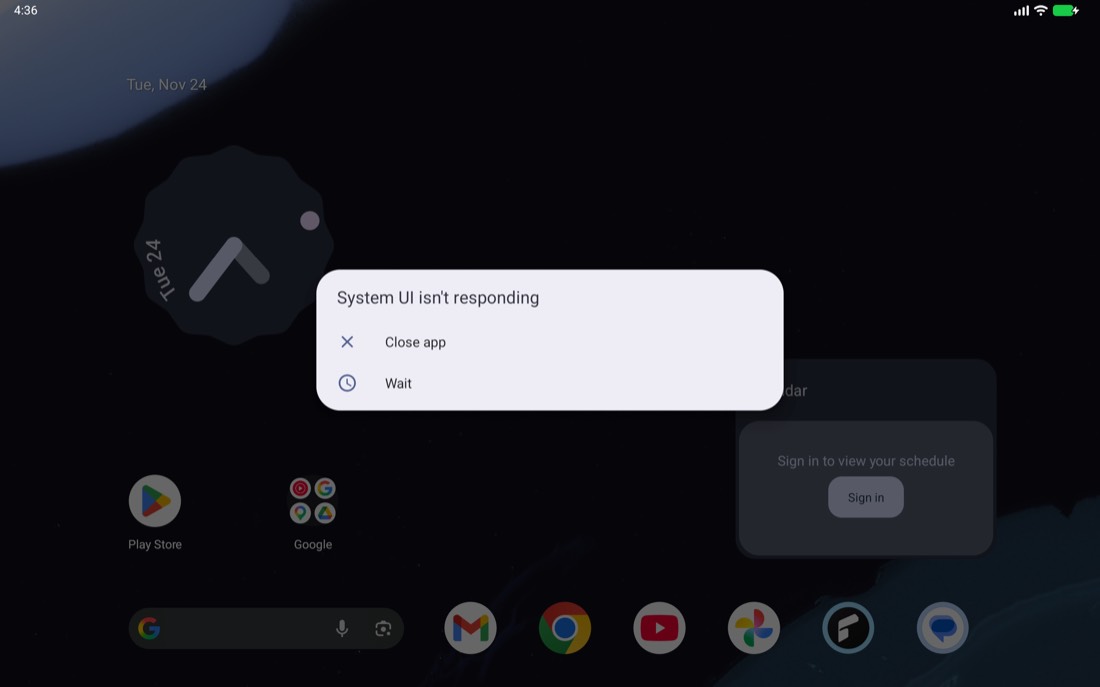 4:36
Tue, Nov 24
Tue 24
System UI isn't responding
Close app
Wait
dar
Sign in to view your schedule
Sign in
Play Store
Google